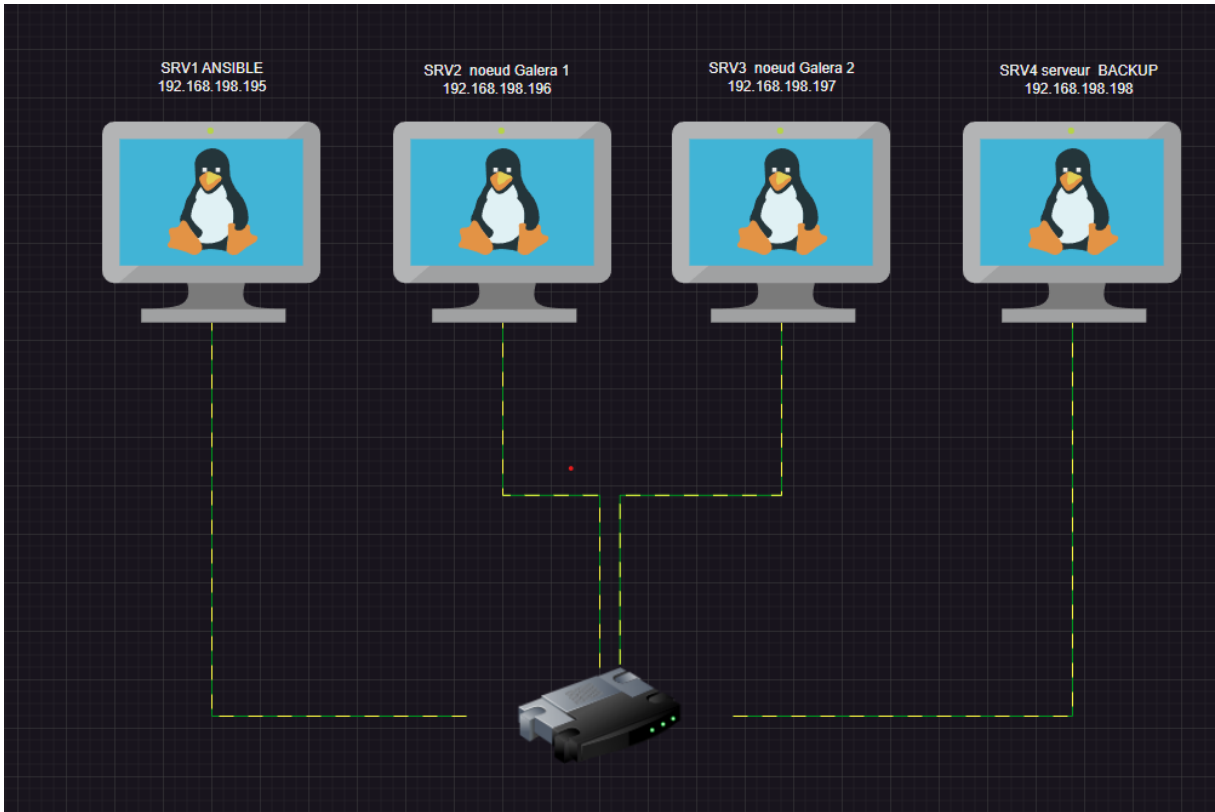 SRV1 ANSIBLE
192.168.198.195
SRV2 noeud Galera 1
192.168.198.196
SRV3 noeud Galera 2
192.168.198.197
SRV4 serveur BACKUP
192.168.198.198